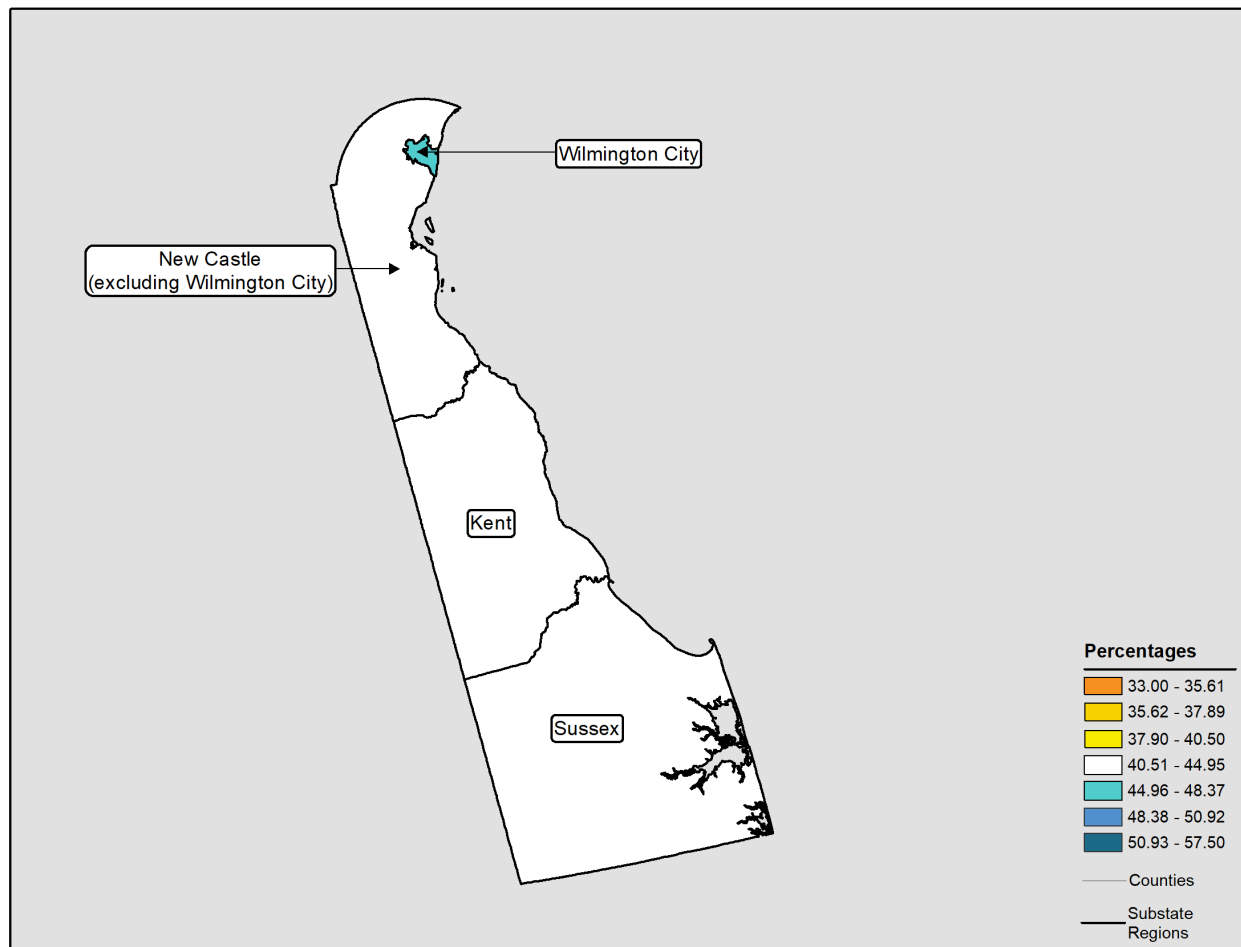 Wilmington City
New Castle
(excluding Wilmington City)
Kent
Sussex
Percentages
33.00 - 35.61
35.62 - 37.89
37.90 - 40.50
40.51 - 44.95
44.96 - 48.37
48.38 - 50.92
50.93 - 57.50
Counties
Substate
Regions